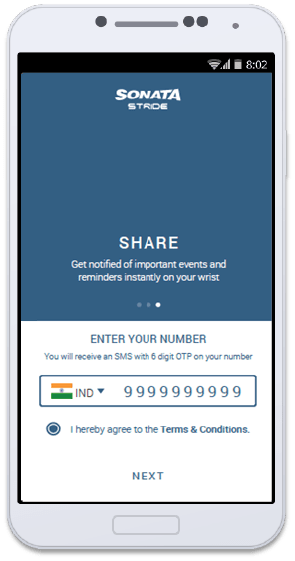 8:02
SONATA
STRIDE
SHARE
Get notified of important events and
reminders instantly on your wrist
ENTER YOUR NUMBER
You will receive an SMS with 6 digit OTP on your number
IND 9999999999
I hereby agree to the Terms & Conditions.
NEXT